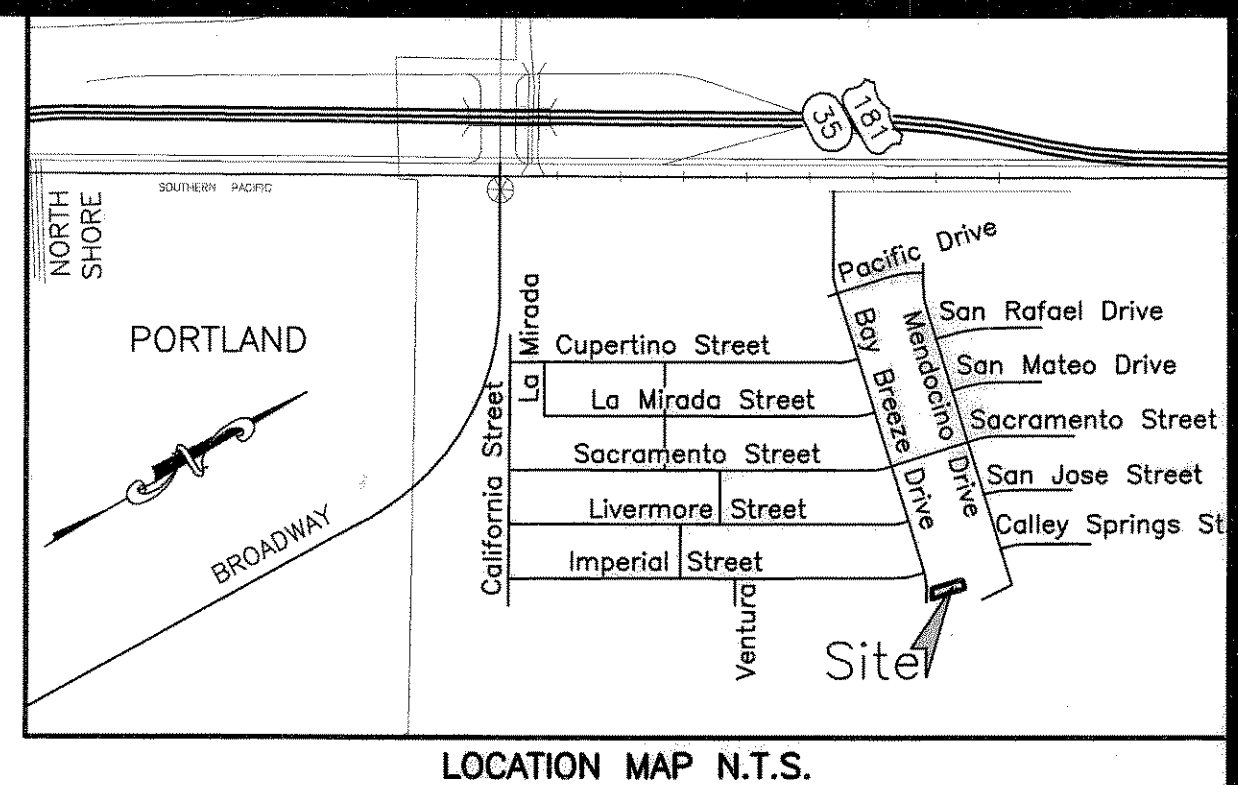 35
181
NORTH
SHORE
SOUTHERN PACIFIC
PORTLAND
N
BROADWAY
California Street
La Mirada
Cupertino Street
La Mirada Street
Sacramento Street
Livermore Street
Imperial Street
Ventura
Pacific Drive
Bay Breeze Drive
Mendocino Drive
San Rafael Drive
San Mateo Drive
Sacramento Street
San Jose Street
Calley Springs St
Site
LOCATION MAP N.T.S.